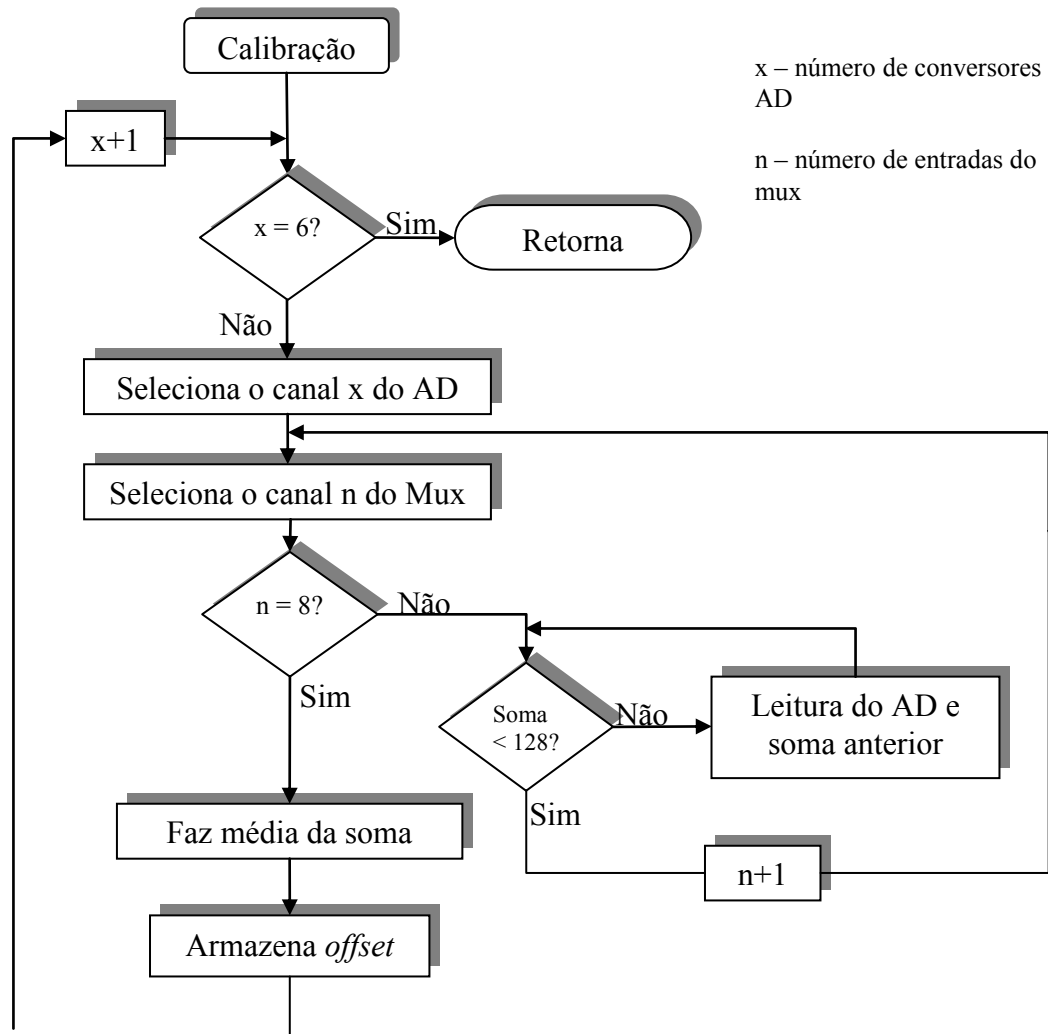 Calibração
x – número de conversores
AD
x+1
n – número de entradas do
mux
x = 6?
Sim
Retorna
Não
Seleciona o canal x do AD
Seleciona o canal n do Mux
n = 8?
Não
Sim
Soma
< 128?
Não
Leitura do AD e
soma anterior
Sim
Faz média da soma
n+1
Armazena offset